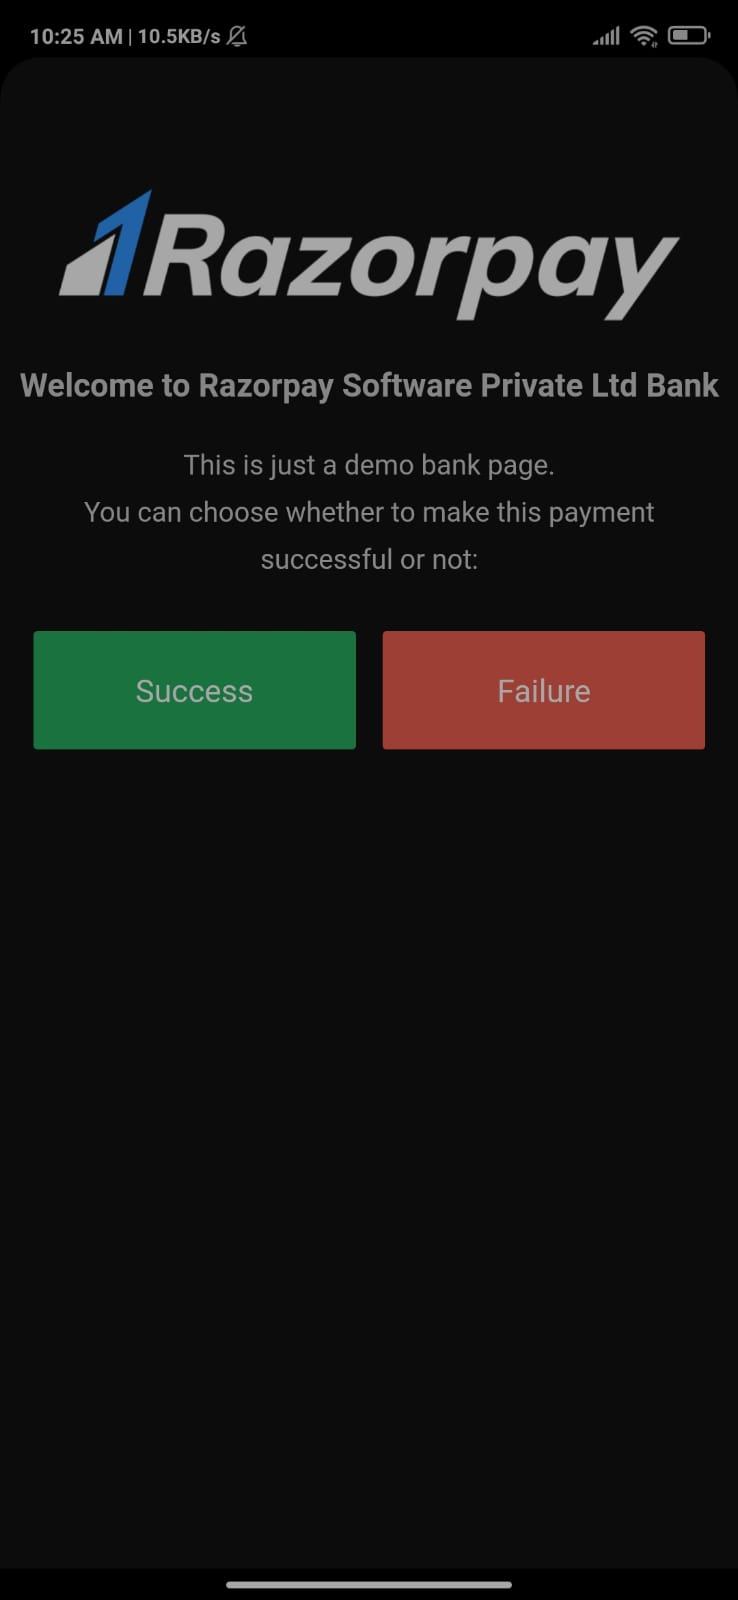 10:25 AM | 10.5KB/s
Razorpay
Welcome to Razorpay Software Private Ltd Bank
This is just a demo bank page.
You can choose whether to make this payment
successful or not:
Success Failure